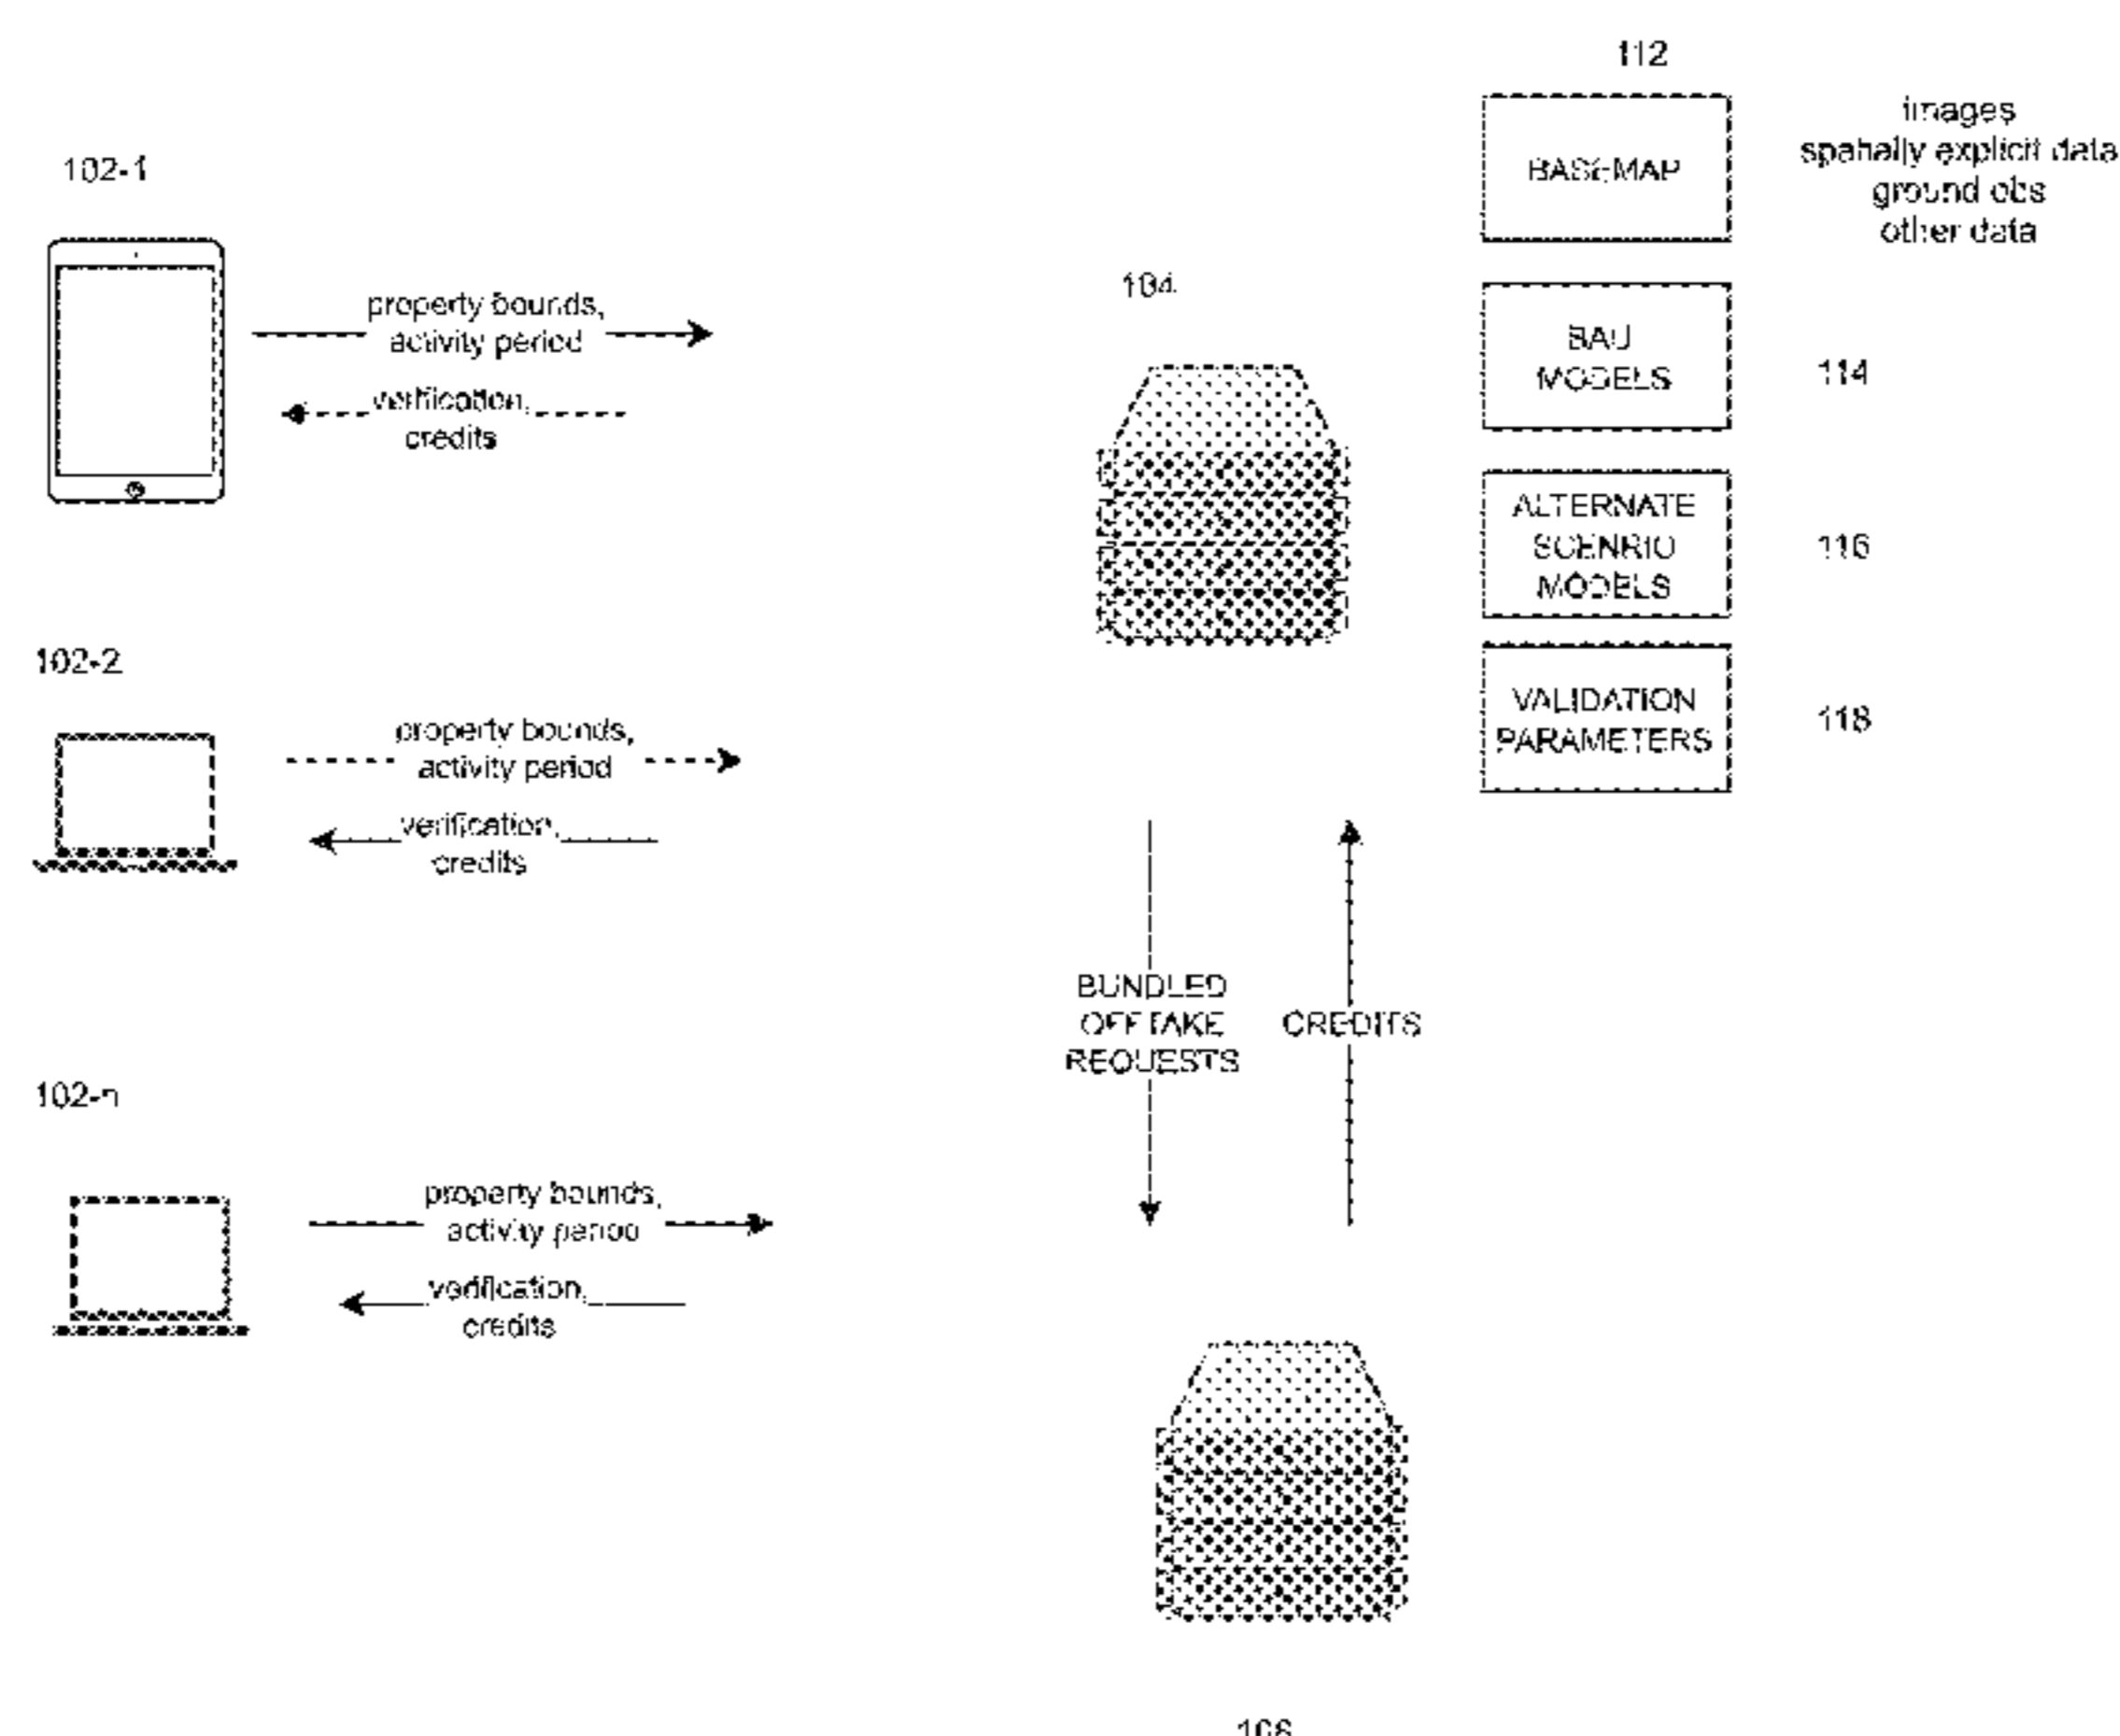 112
BASEMAP
images
spatially explicit data
ground obs
other data
102-1
property bounds,
activity period
verification,
credits
104
BAU
MODELS
114
ALTERNATE
SCENRIO
MODELS
116
102-2
property bounds,
activity period
verification,
credits
VALIDATION
PARAMETERS
118
BUNDLED
OFFTAKE
REQUESTS
CREDITS
102-n
property bounds,
activity period
verification,
credits